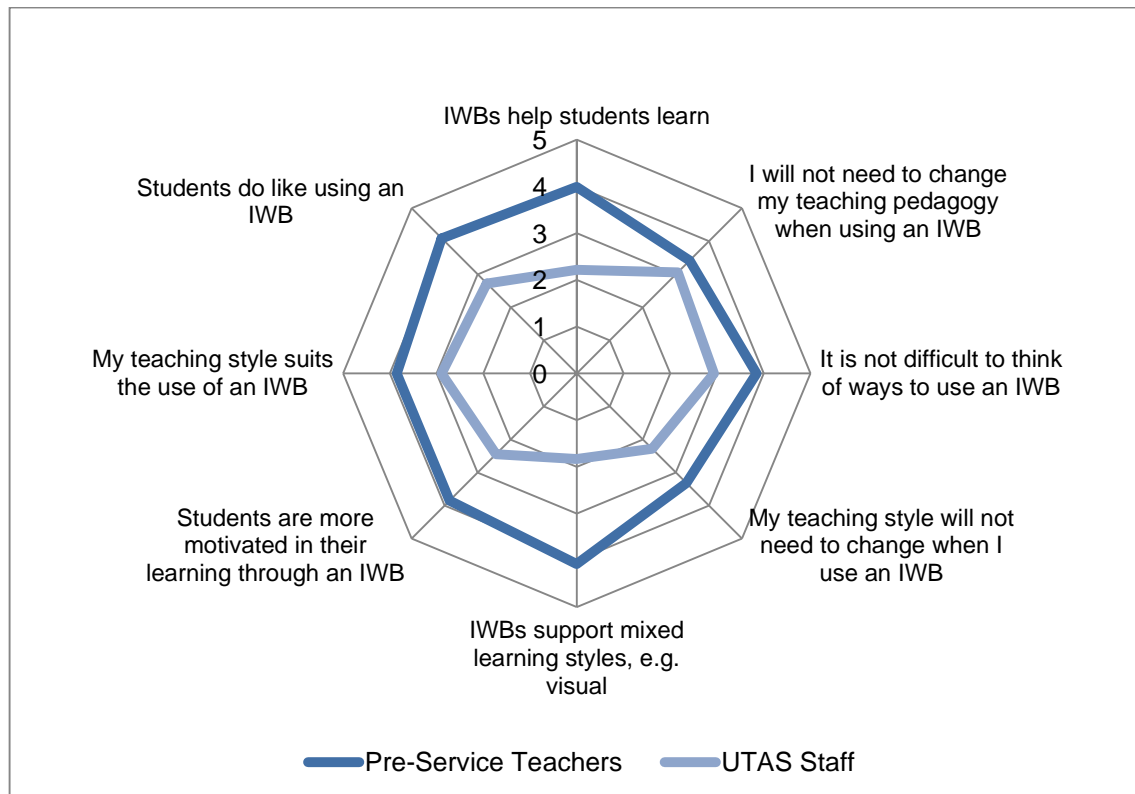 IWBs help students learn
5
4
3
2
1
0
I will not need to change
my teaching pedagogy
when using an IWB
It is not difficult to think
of ways to use an IWB
My teaching style will not
need to change when I
use an IWB
IWBs support mixed
learning styles, e.g.
visual
Students are more
motivated in their
learning through an IWB
My teaching style suits
the use of an IWB
Students do like using an
IWB
Pre-Service Teachers
UTAS Staff